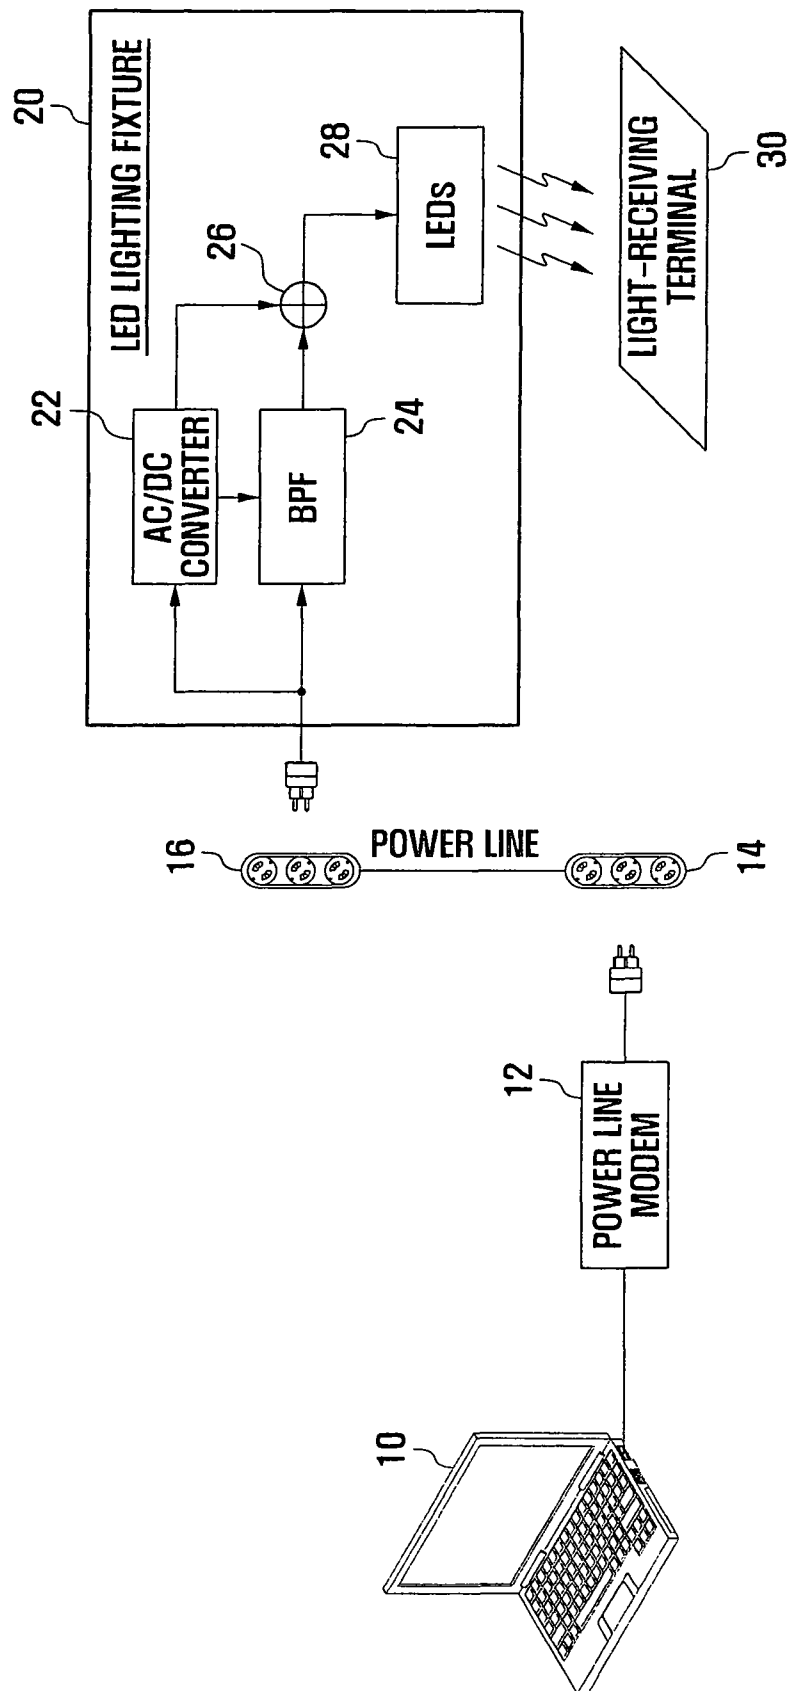 20
LED LIGHTING FIXTURE
22
AC/DC
CONVERTER
26
24
BPF
28
LEDs
LIGHT-RECEIVING
TERMINAL
30
16
POWER LINE
14
12
POWER LINE
MODEM
10